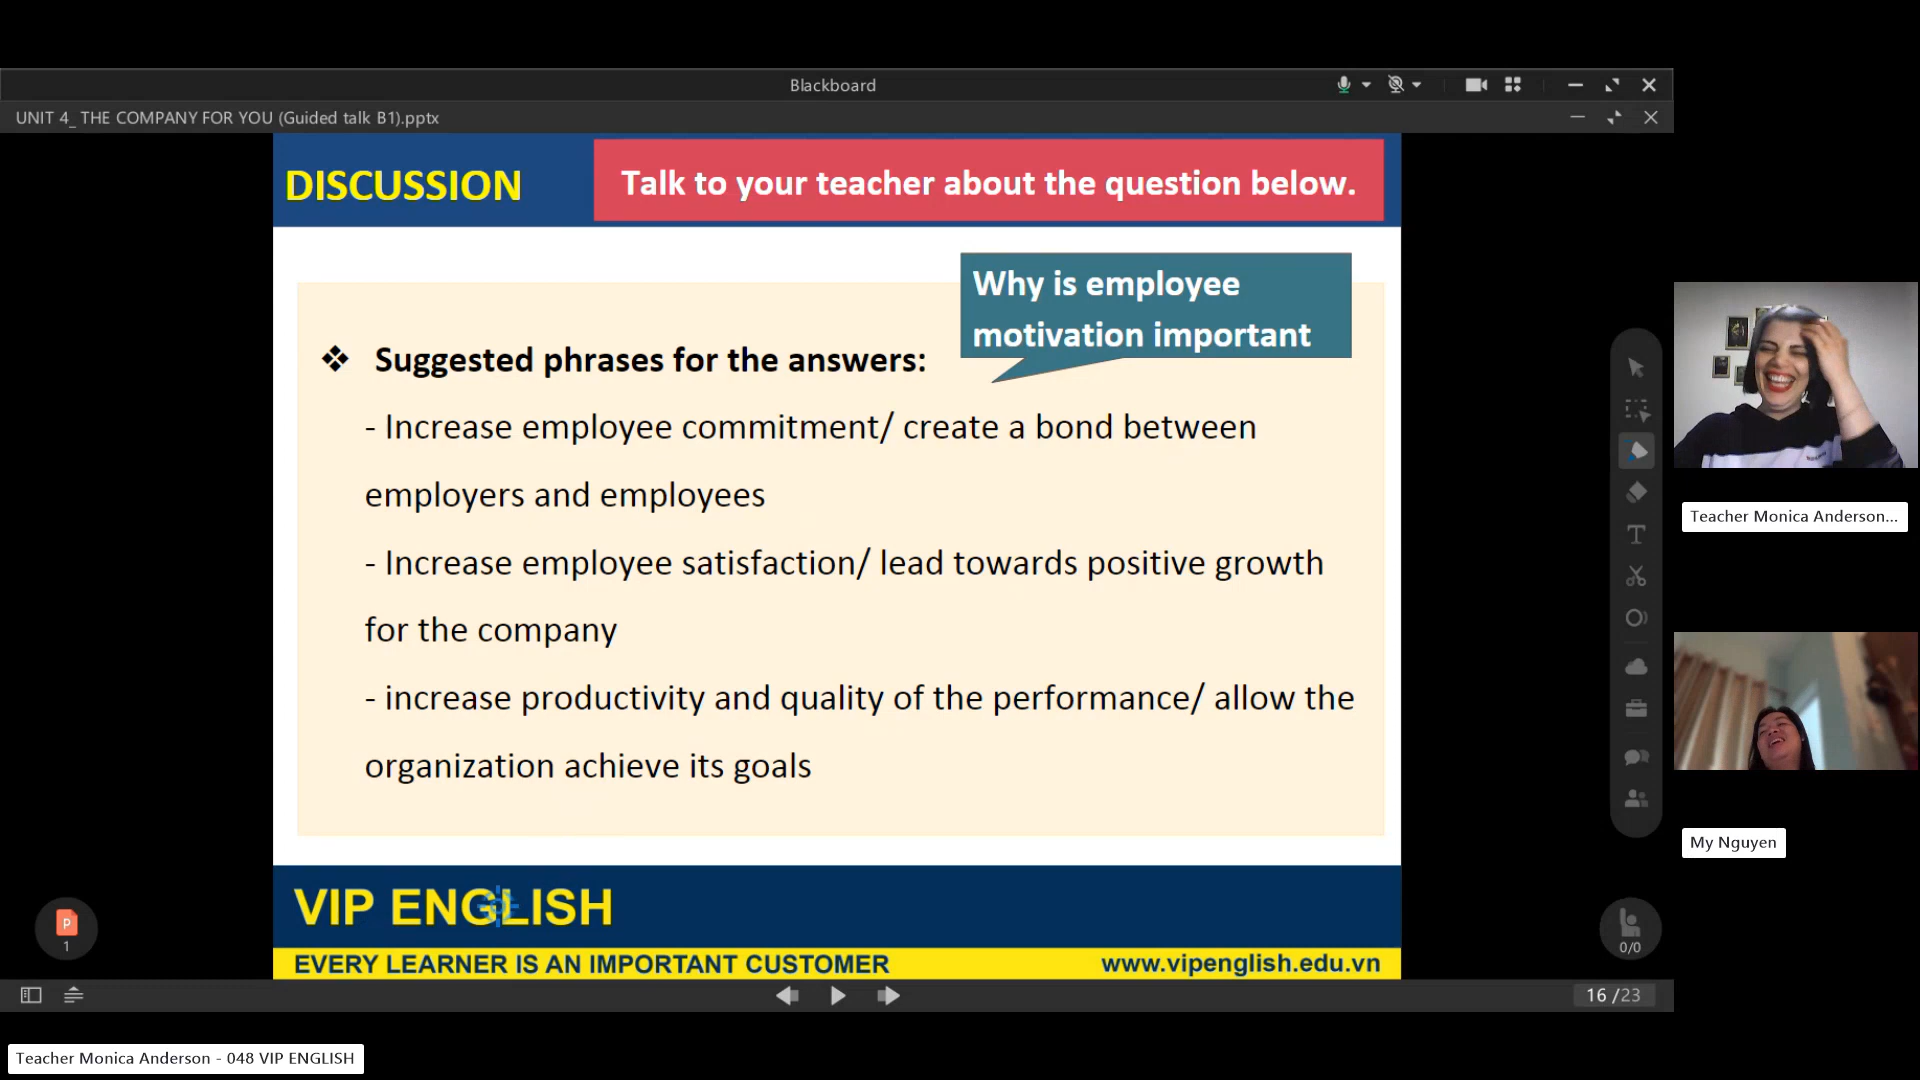 Blackboard
UNIT 4_ THE COMPANY FOR YOU (Guided talk B1).pptx
DISCUSSION
Talk to your teacher about the question below.
Why is employee
motivation important
❖ Suggested phrases for the answers:
- Increase employee commitment/ create a bond between
employers and employees
- Increase employee satisfaction/ lead towards positive growth
for the company
- increase productivity and quality of the performance/ allow the
organization achieve its goals
VIP ENGLISH
EVERY LEARNER IS AN IMPORTANT CUSTOMER
www.vipenglish.edu.vn
Teacher Monica Anderson...
My Nguyen
P
1
T
0/0
16 /23
Teacher Monica Anderson - 048 VIP ENGLISH